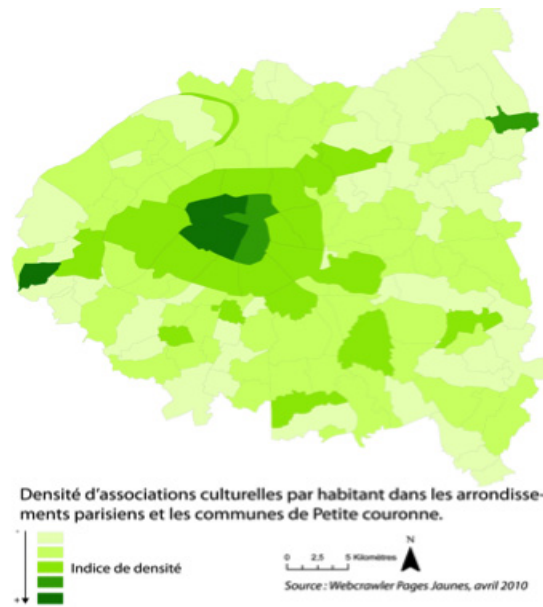 Densité d'associations culturelles par habitant dans les arrondisse-
ments parisiens et les communes de Petite couronne.
-
+
Indice de densité
N
0 2,5 5 Kilomètres
Source : Webcrawler Pages Jaunes, avril 2010